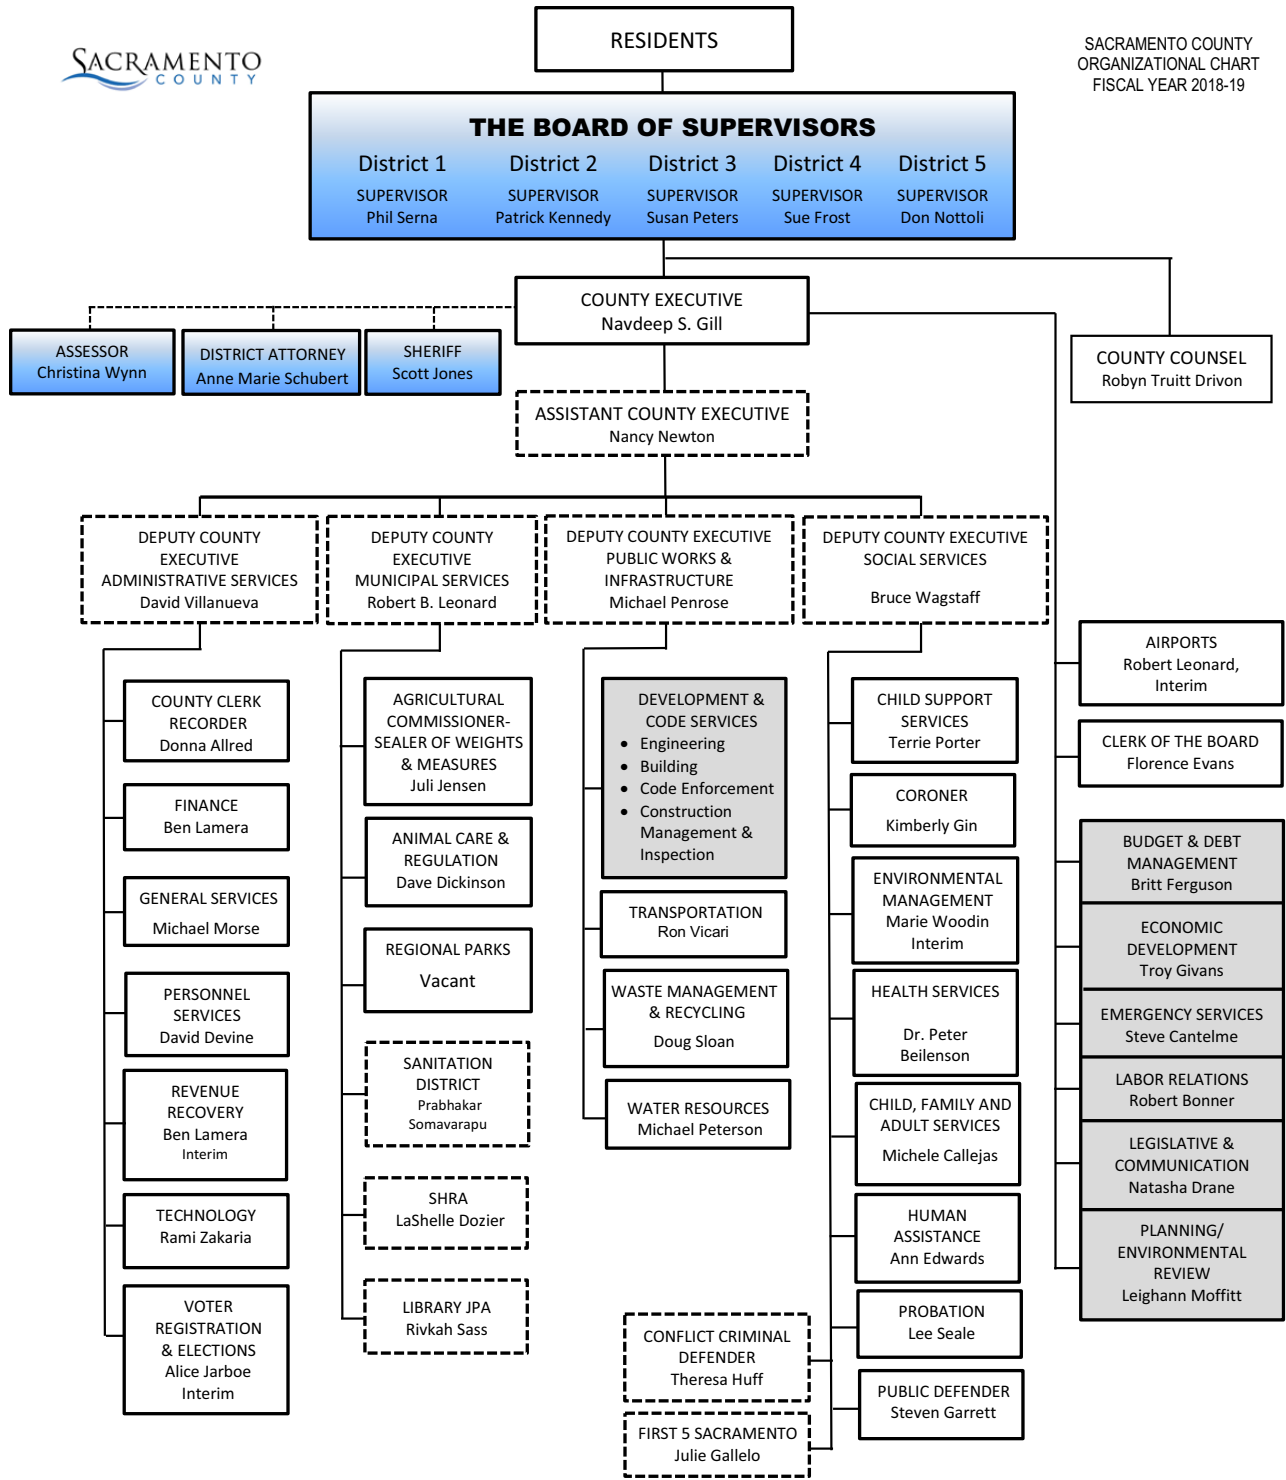 SACRAMENTO
COUNTY
RESIDENTS
SACRAMENTO COUNTY
ORGANIZATIONAL CHART
FISCAL YEAR 2018-19
THE BOARD OF SUPERVISORS
District 1
SUPERVISOR
Phil Serna
District 2
SUPERVISOR
Patrick Kennedy
District 3
SUPERVISOR
Susan Peters
District 4
SUPERVISOR
Sue Frost
District 5
SUPERVISOR
Don Nottoli
COUNTY EXECUTIVE
Navdeep S. Gill
ASSESSOR
Christina Wynn
DISTRICT ATTORNEY
Anne Marie Schubert
SHERIFF
Scott Jones
COUNTY COUNSEL
Robyn Truitt Drivon
ASSISTANT COUNTY EXECUTIVE
Nancy Newton
DEPUTY COUNTY
EXECUTIVE
ADMINISTRATIVE SERVICES
David Villanueva
DEPUTY COUNTY
EXECUTIVE
MUNICIPAL SERVICES
Robert B. Leonard
DEPUTY COUNTY EXECUTIVE
PUBLIC WORKS &
INFRASTRUCTURE
Michael Penrose
DEPUTY COUNTY EXECUTIVE
SOCIAL SERVICES
Bruce Wagstaff
COUNTY CLERK
RECORDER
Donna Allred
FINANCE
Ben Lamera
GENERAL SERVICES
Michael Morse
PERSONNEL
SERVICES
David Devine
REVENUE
RECOVERY
Ben Lamera
Interim
TECHNOLOGY
Rami Zakaria
VOTER
REGISTRATION
& ELECTIONS
Alice Jarboe
Interim
AGRICULTURAL
COMMISSIONER-
SEALER OF WEIGHTS
& MEASURES
Juli Jensen
ANIMAL CARE &
REGULATION
Dave Dickinson
REGIONAL PARKS
Vacant
SANITATION
DISTRICT
Prabhakar
Somavarapu
SHRA
LaShelle Dozier
LIBRARY JPA
Rivkah Sass
DEVELOPMENT &
CODE SERVICES
• Engineering
• Building
• Code Enforcement
• Construction
Management &
Inspection
TRANSPORTATION
Ron Vicari
WASTE MANAGEMENT
& RECYCLING
Doug Sloan
WATER RESOURCES
Michael Peterson
CHILD SUPPORT
SERVICES
Terrie Porter
CORONER
Kimberly Gin
ENVIRONMENTAL
MANAGEMENT
Marie Woodin
Interim
HEALTH SERVICES
Dr. Peter
Beilenson
CHILD, FAMILY AND
ADULT SERVICES
Michele Callejas
HUMAN
ASSISTANCE
Ann Edwards
PROBATION
Lee Seale
PUBLIC DEFENDER
Steven Garrett
CONFLICT CRIMINAL
DEFENDER
Theresa Huff
FIRST 5 SACRAMENTO
Julie Gallelo
AIRPORTS
Robert Leonard,
Interim
CLERK OF THE BOARD
Florence Evans
BUDGET & DEBT
MANAGEMENT
Britt Ferguson
ECONOMIC
DEVELOPMENT
Troy Givans
EMERGENCY SERVICES
Steve Cantelme
LABOR RELATIONS
Robert Bonner
LEGISLATIVE &
COMMUNICATION
Natasha Drane
PLANNING/
ENVIRONMENTAL
REVIEW
Leighann Moffitt